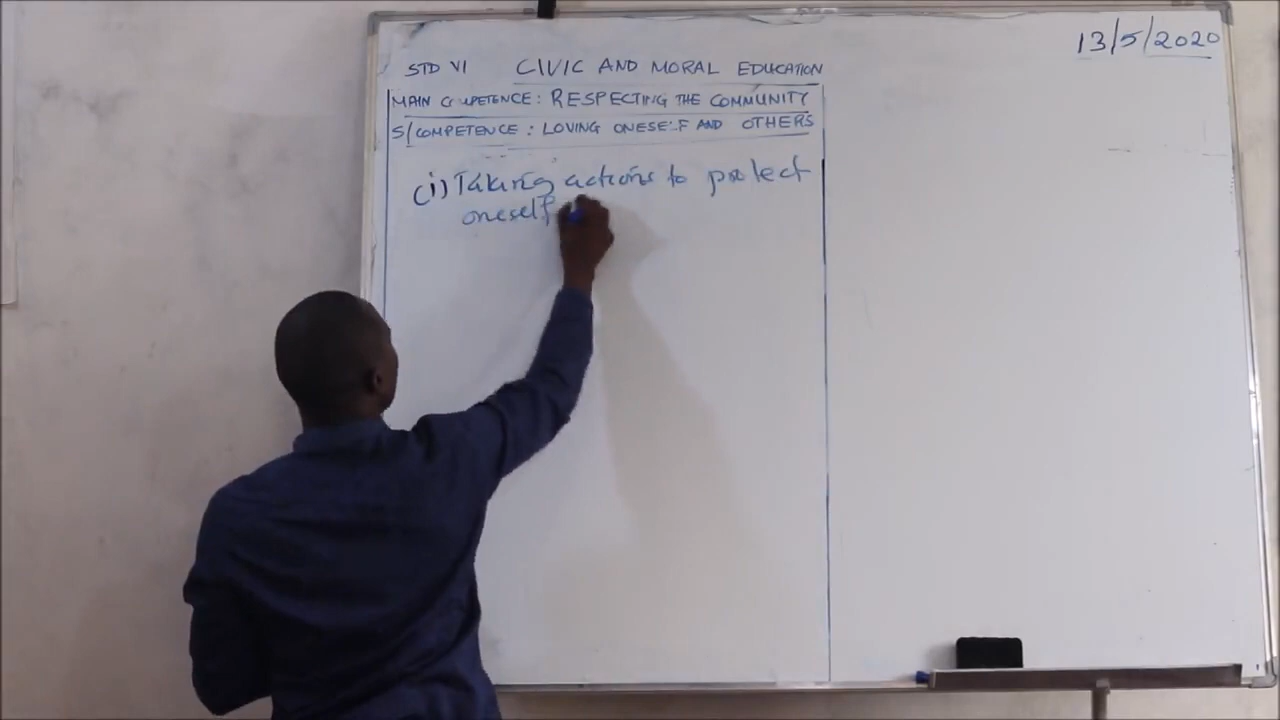 13/5/2020
STD VI CIVIC AND MORAL EDUCATION
MAIN COMPETENCE: RESPECTING THE COMMUNITY
S/COMPETENCE: LOVING ONESELF AND OTHERS
(i) Taking actions to protect
oneself